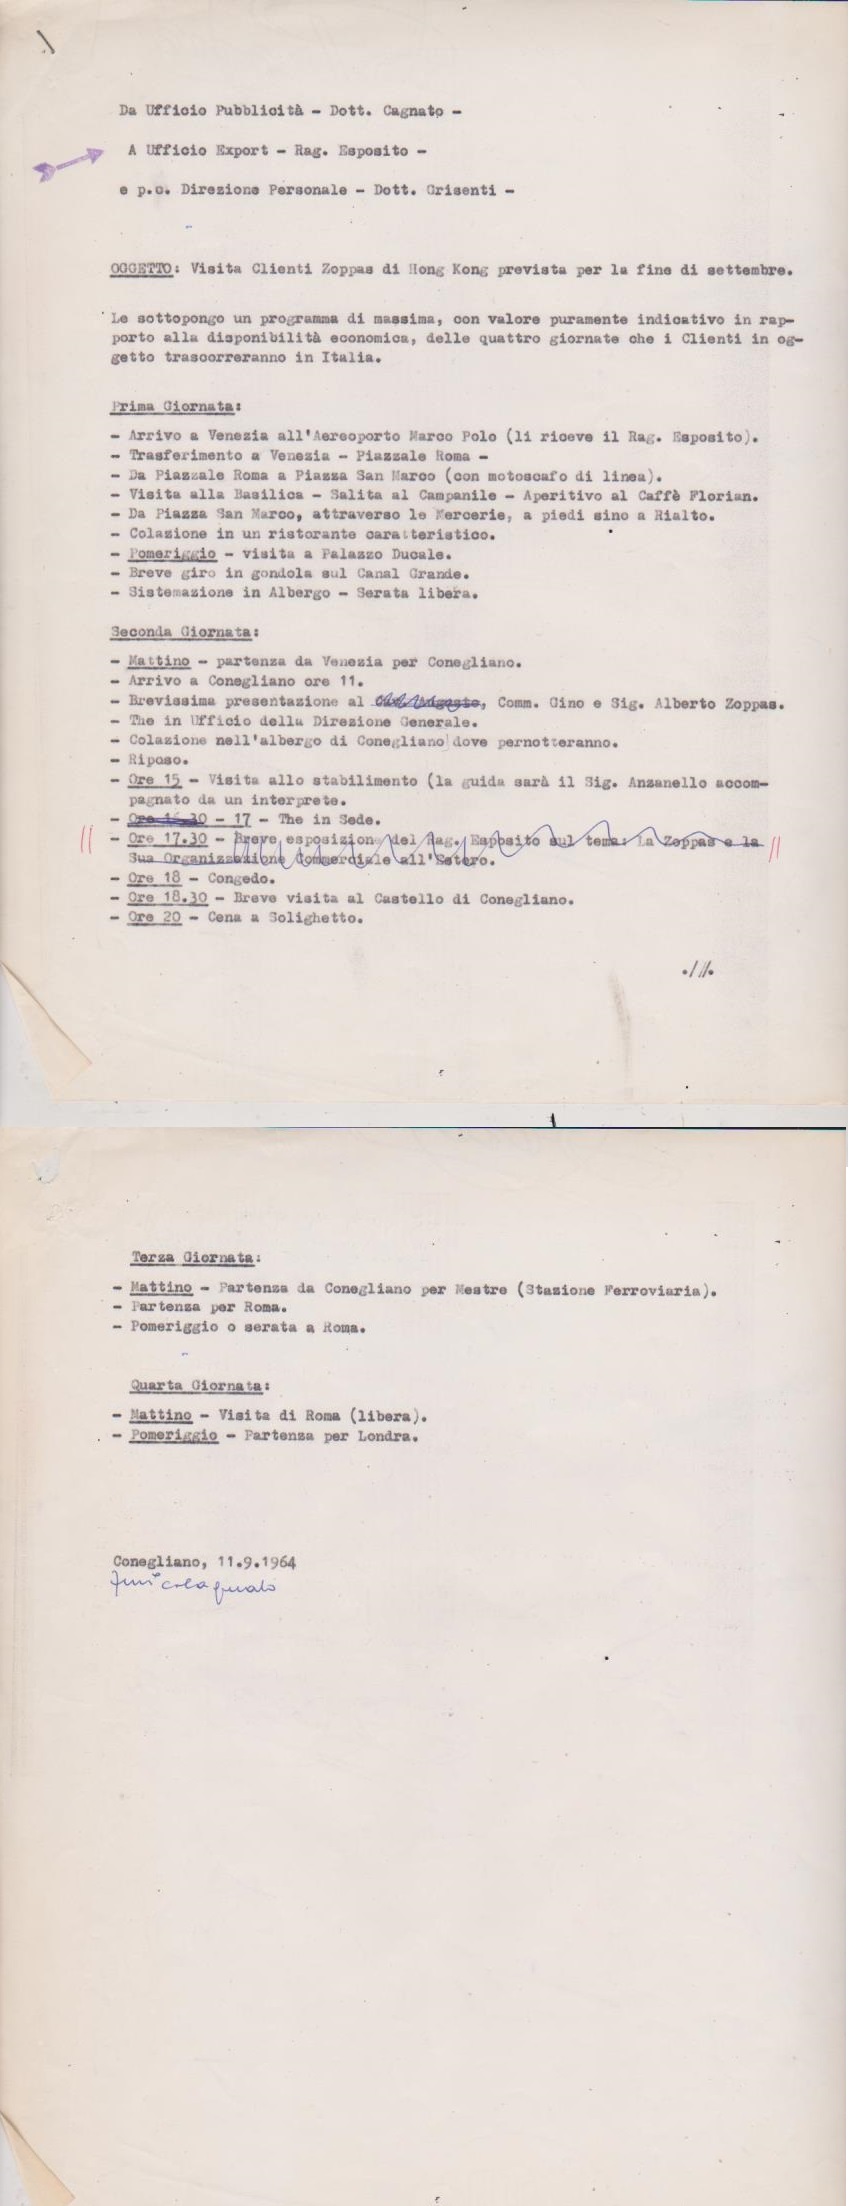 Da Ufficio Pubblicità - Dott. Cagnato -
A Ufficio Export - Rag. Esposito -
e p.c. Direzione Personale - Dott. Grisenti -
OGGETTO: Visita Clienti Zoppas di Hong Kong prevista per la fine di settembre.
Le sottopongo un programma di massima, con valore puramente indicativo in rap-
porto alla disponibilità economica, delle quattro giornate che i Clienti in og-
getto trascorreranno in Italia.
Prima Giornata:
- Arrivo a Venezia all'Aereoporto Marco Polo (li riceve il Rag. Esposito).
- Trasferimento a Venezia - Piazzale Roma -
- Da Piazzale Roma a Piazza San Marco (con motoscafo di linea).
- Visita alla Basilica - Salita al Campanile - Aperitivo al Caffè Florian.
- Da Piazza San Marco, attraverso le Mercerie, a piedi sino a Rialto.
- Colazione in un ristorante caratteristico.
- Pomeriggio - visita a Palazzo Ducale.
- Breve giro in gondola sul Canal Grande.
- Sistemazione in Albergo - Serata libera.
Seconda Giornata:
- Mattino - partenza da Venezia per Conegliano.
- Arrivo a Conegliano ore 11.
- Brevissima presentazione al , Comm. Gino e Sig. Alberto Zoppas.
- The in Ufficio della Direzione Generale.
- Colazione nell'albergo di Conegliano dove pernotteranno.
- Riposo.
- Ore 15 - Visita allo stabilimento (la guida sarà il Sig. Anzanello accom-
pagnato da un interprete.
- Ore 16.30 - 17 - The in Sede.
- Ore 17.30 - Breve esposizione del Rag. Esposito sul tema: La Zoppas e la
Sua Organizzazione Commerciale all'Estero.
- Ore 18 - Congedo.
- Ore 18.30 - Breve visita al Castello di Conegliano.
- Ore 20 - Cena a Solighetto.
./.
Terza Giornata:
- Mattino - Partenza da Conegliano per Mestre (Stazione Ferroviaria).
- Partenza per Roma.
- Pomeriggio o serata a Roma.
Quarta Giornata:
- Mattino - Visita di Roma (libera).
- Pomeriggio - Partenza per Londra.
Conegliano, 11.9.1964